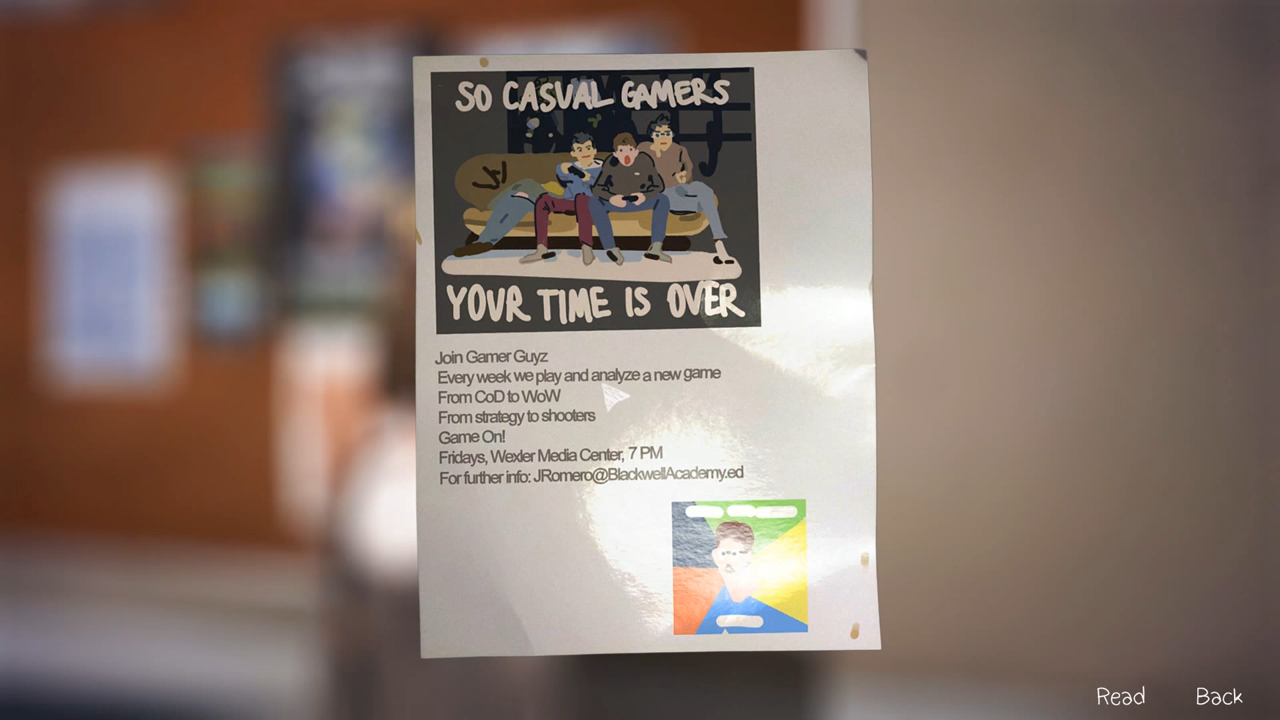 SO CASUAL GAMERS
YOUR TIME IS OVER
Join Gamer Guyz
Every week we play and analyze a new game
From CoD to WoW
From strategy to shooters
Game On!
Fridays, Wexler Media Center, 7 PM
For further info: JRomero@BlackwellAcademy.ed
Read Back